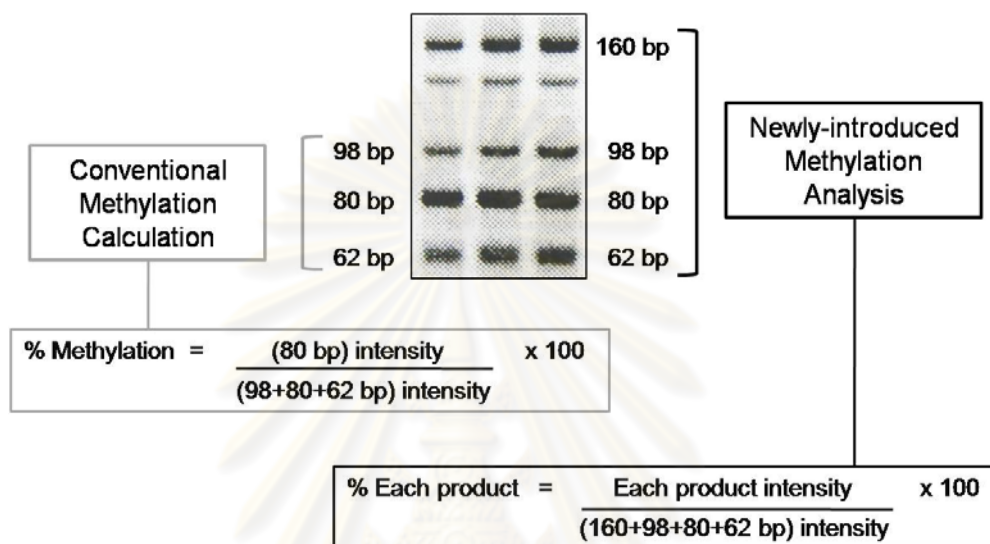 160 bp
98 bp
98 bp
80 bp
80 bp
62 bp
62 bp
Conventional
Methylation
Calculation
Newly-introduced
Methylation
Analysis
% Methylation = (80 bp) intensity x 100
(98+80+62 bp) intensity
% Each product = Each product intensity x 100
(160+98+80+62 bp) intensity